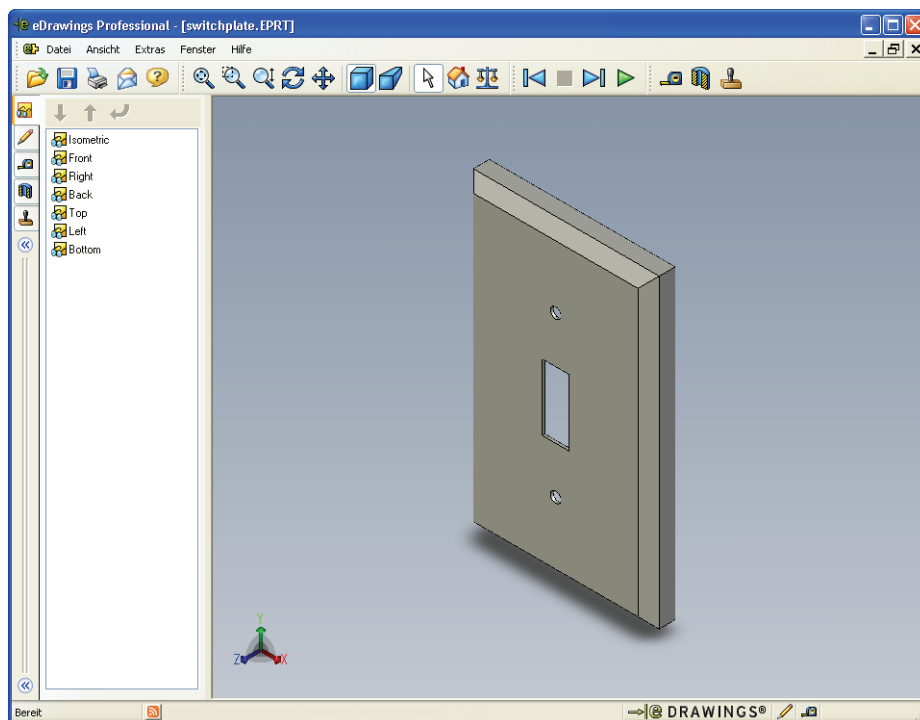 eDrawings Professional - [switchplate.EPRT]
Datei Ansicht Extras Fenster Hilfe
Isometric
Front
Right
Back
Top
Left
Bottom
Y
Z X
Bereit
e DRAWINGS®